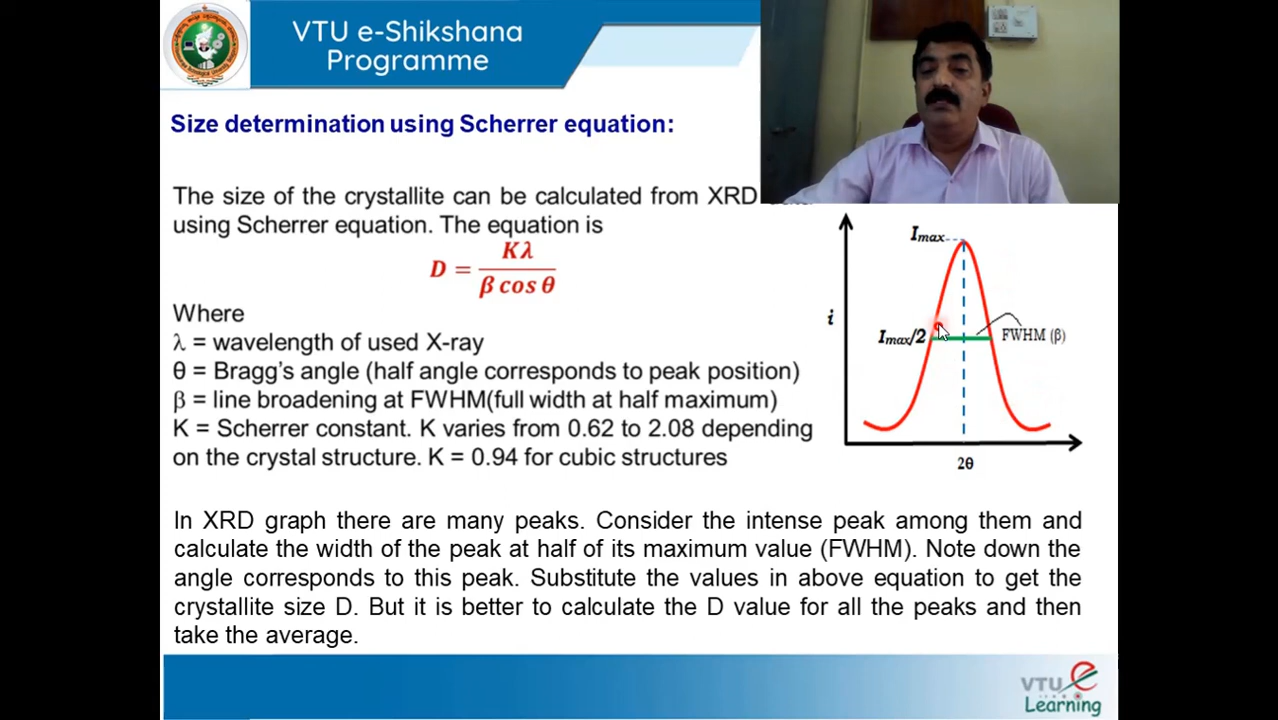 VTU e-Shikshana
Programme
Size determination using Scherrer equation:
The size of the crystallite can be calculated from XRD
using Scherrer equation. The equation is
D = Kλ / β cos θ
Where
λ = wavelength of used X-ray
θ = Bragg's angle (half angle corresponds to peak position)
β = line broadening at FWHM(full width at half maximum)
K = Scherrer constant. K varies from 0.62 to 2.08 depending
on the crystal structure. K = 0.94 for cubic structures
Imax
i
Imax/2
FWHM (β)
2θ
In XRD graph there are many peaks. Consider the intense peak among them and
calculate the width of the peak at half of its maximum value (FWHM). Note down the
angle corresponds to this peak. Substitute the values in above equation to get the
crystallite size D. But it is better to calculate the D value for all the peaks and then
take the average.
VTU e
Learning